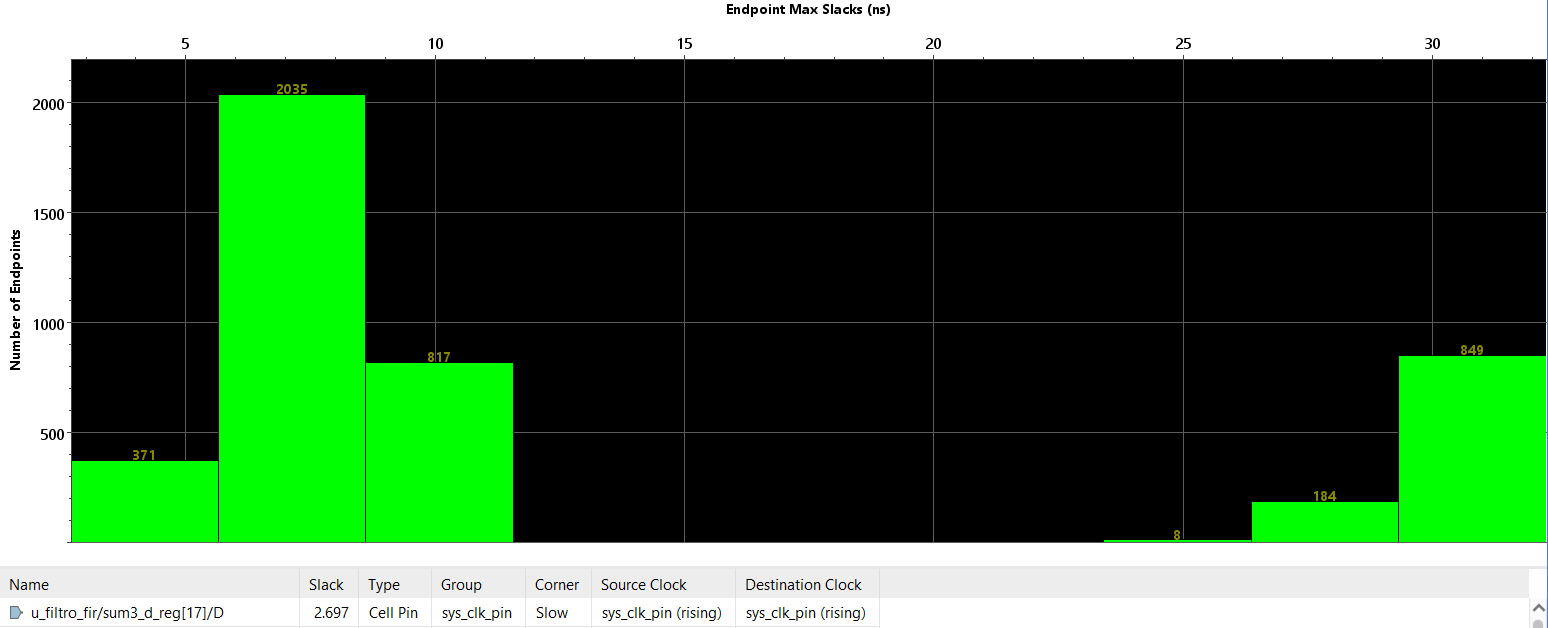 Endpoint Max Slacks (ns)
5 10 15 20 25 30
2000
1500
1000
500
Number of Endpoints
371 2035 817 8 184 849
Name Slack Type Group Corner Source Clock Destination Clock
u_filtro_fir/sum3_d_reg[17]/D 2.697 Cell Pin sys_clk_pin Slow sys_clk_pin (rising) sys_clk_pin (rising)